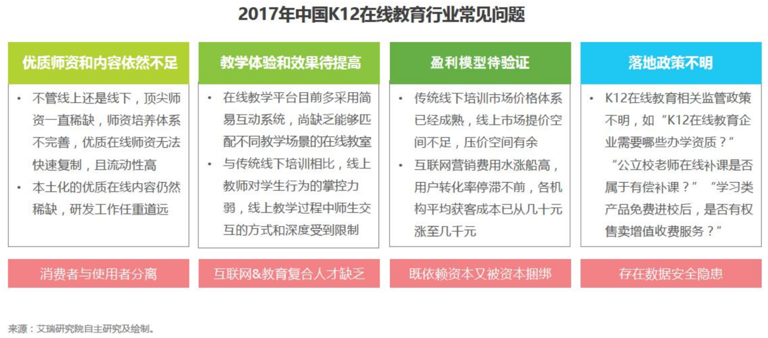 2017年中国K12在线教育行业常见问题
优质师资和内容依然不足
• 不管线上还是线下，顶尖师
资一直稀缺，师资培养体系
不完善，优质在线师资无法
快速复制，且流动性高
• 本土化的优质在线内容仍然
稀缺，研发工作任重道远
消费者与使用者分离
教学体验和效果待提高
• 在线教学平台目前多采用简
易互动系统，尚缺乏能够匹
配不同教学场景的在线教室
• 与传统线下培训相比，线上
教师对学生行为的掌控力
弱，线上教学过程中师生交
互的方式和深度受到限制
互联网&教育复合人才缺乏
盈利模型待验证
• 传统线下培训市场价格体系
已经成熟，线上市场提价空
间不足，压价空间有余
• 互联网营销费用水涨船高，
用户转化率停滞不前，各机
构平均获客成本已从几十元
涨至几千元
既依赖资本又被资本捆绑
落地政策不明
• K12在线教育相关监管政策
不明，如“K12在线教育企
业需要哪些办学资质？”
“公立校老师在线补课是否
属于有偿补课？”“学习类
产品免费进校后，是否有权
售卖增值收费服务？”
存在数据安全隐患
来源：艾瑞研究院自主研究及绘制。